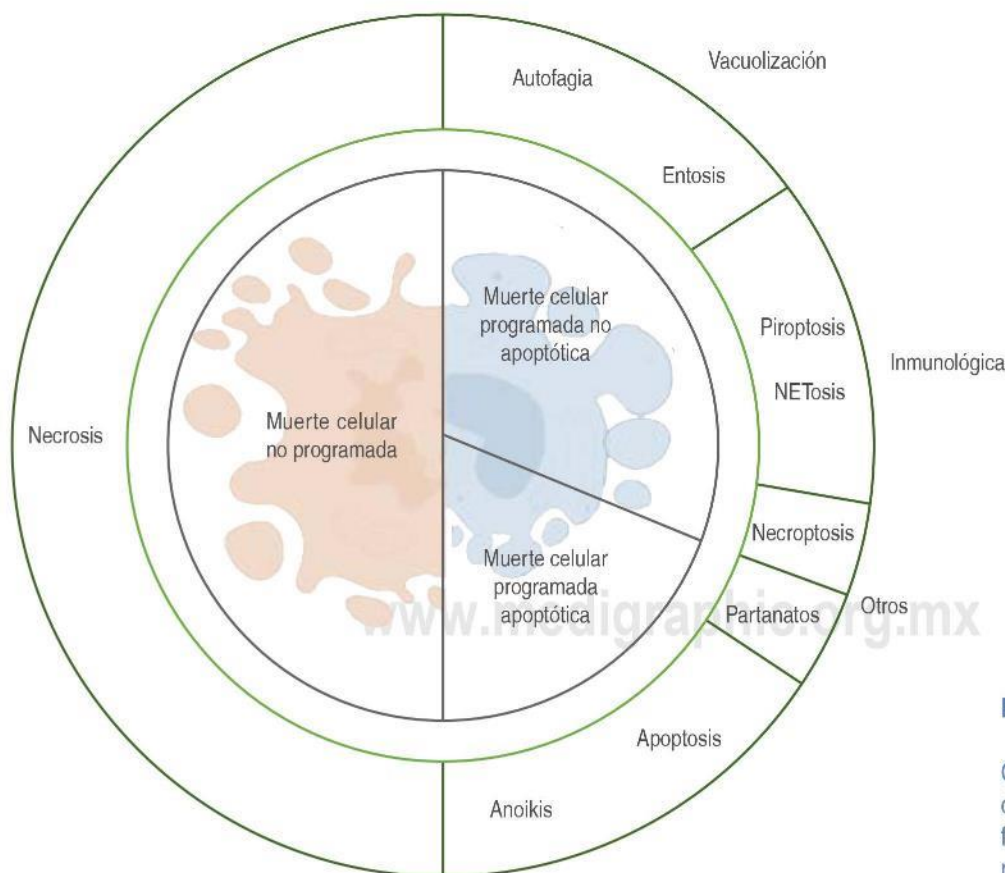 Vacuolización
Autofagia
Entosis
Muerte celular
programada no
apoptótica
Piroptosis
Inmunológica
NETosis
Necrosis
Muerte celular
no programada
Necroptosis
Muerte celular
programada
apoptótica
Otros
Partanatos
www.medigraphic.org.mx
Apoptosis
Anoikis